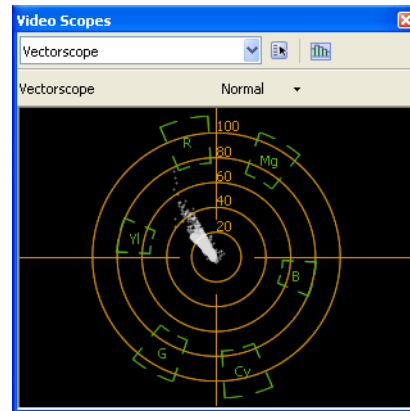 Video Scopes
Vectorscope
Vectorscope Normal
100
R
80
Mg
60
40
20
Yl
B
G
Cy